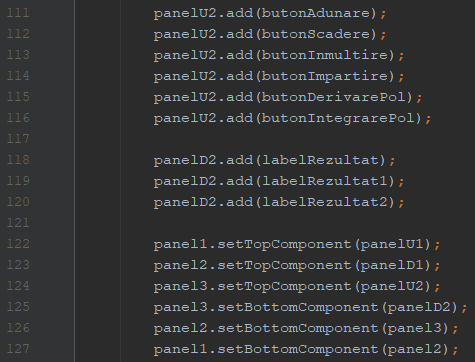 111 panelU2.add(butonAdunare);
112 panelU2.add(butonScadere);
113 panelU2.add(butonInmultire);
114 panelU2.add(butonImpartire);
115 panelU2.add(butonDerivarePol);
116 panelU2.add(butonIntegrarePol);
117
118 panelD2.add(labelRezultat);
119 panelD2.add(labelRezultat1);
120 panelD2.add(labelRezultat2);
121
122 panel1.setTopComponent(panelU1);
123 panel2.setTopComponent(panelD1);
124 panel3.setTopComponent(panelU2);
125 panel3.setBottomComponent(panelD2);
126 panel2.setBottomComponent(panel3);
127 panel1.setBottomComponent(panel2);